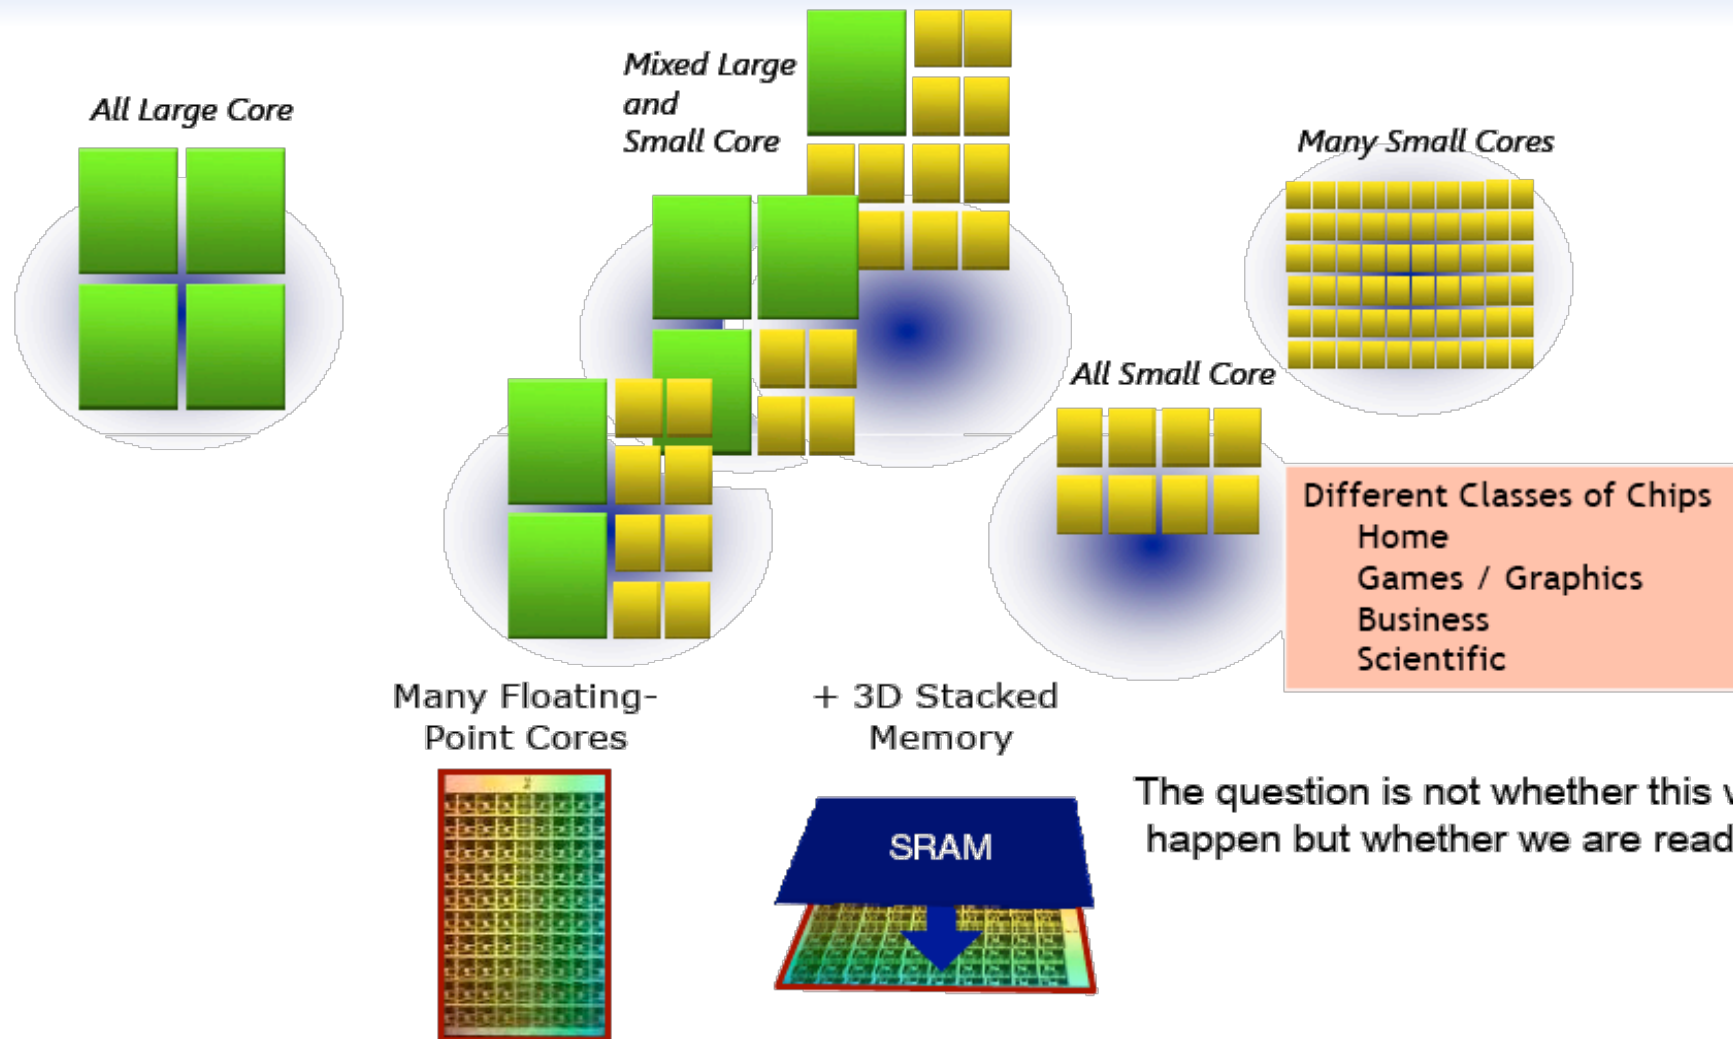 All Large Core
Mixed Large
and
Small Core
Many Small Cores
All Small Core
Different Classes of Chips
Home
Games / Graphics
Business
Scientific
Many Floating-
Point Cores
+ 3D Stacked
Memory
SRAM
The question is not whether this
happen but whether we are